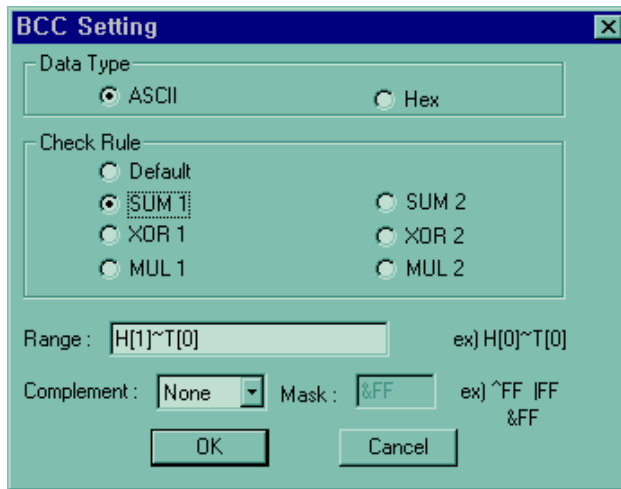 BCC Setting
Data Type
ASCII Hex
Check Rule
Default
SUM 1 SUM 2
XOR 1 XOR 2
MUL 1 MUL 2
Range : H[1]~T[0] ex) H[0]~T[0]
Complement : None Mask : &FF ex) ^FF |FF
&FF
OK Cancel